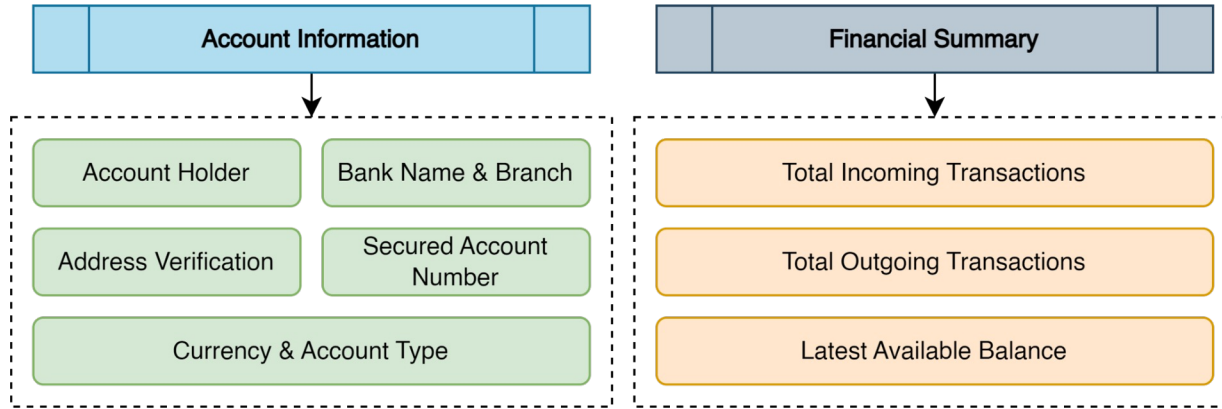 Account Information
Account Holder
Bank Name & Branch
Address Verification
Secured Account
Number
Currency & Account Type
Financial Summary
Total Incoming Transactions
Total Outgoing Transactions
Latest Available Balance